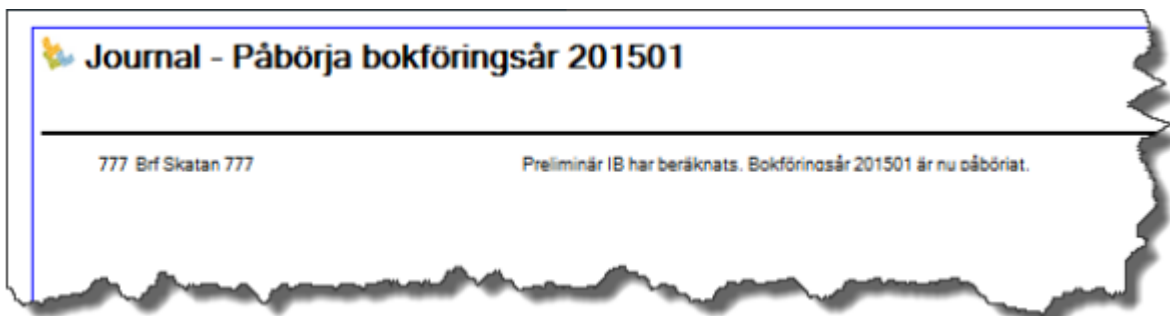 Journal - Påbörja bokföringsår 201501
777 Brf Skatan 777 Preliminär IB har beräknats. Bokföringsår 201501 är nu påbörjat.